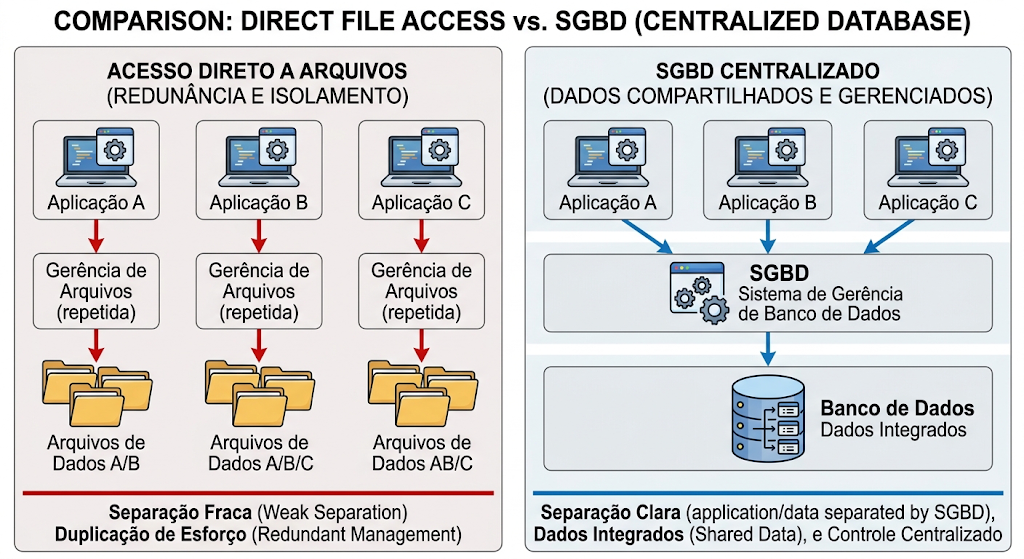 COMPARISON: DIRECT FILE ACCESS vs. SGBD (CENTRALIZED DATABASE)
ACESSO DIRETO A ARQUIVOS
(REDUNÂNCIA E ISOLAMENTO)
Aplicação A
Aplicação B
Aplicação C
Gerência de
Arquivos
(repetida)
Gerência de
Arquivos
(repetida)
Gerência de
Arquivos
(repetida)
Arquivos de
Dados A/B
Arquivos de
Dados A/B/C
Arquivos de
Dados AB/C
Separação Fraca (Weak Separation)
Duplicação de Esforço (Redundant Management)
SGBD CENTRALIZADO
(DADOS COMPARTILHADOS E GERENCIADOS)
Aplicação A
Aplicação B
Aplicação C
SGBD
Sistema de Gerência
de Banco de Dados
Banco de Dados
Dados Integrados
Separação Clara (application/data separated by SGBD),
Dados Integrados (Shared Data), e Controle Centralizado